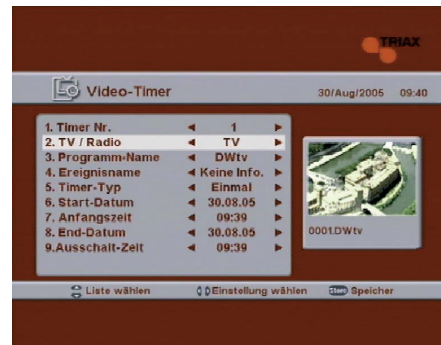 TRIAX
Video-Timer 30/Aug/2005 09:40
1. Timer Nr. 1
2. TV / Radio TV
3. Programm-Name DWtv
4. Ereignisname Keine Info.
5. Timer-Typ Einmal
6. Start-Datum 30.08.05
7. Anfangszeit 09:39
8. End-Datum 30.08.05
9.Ausschalt-Zeit 09:39
0001.DWtv
Liste wählen Einstellung wählen Store Speicher